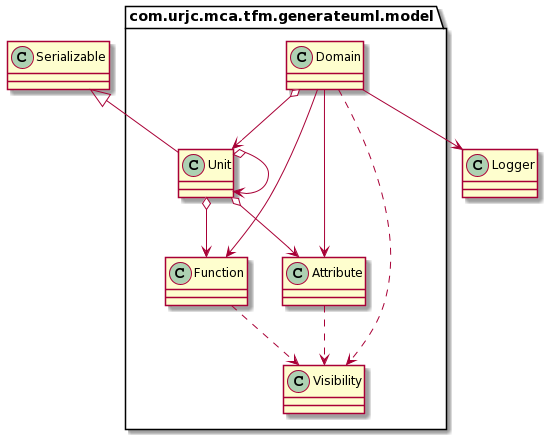 com.urjc.mca.tfm.generateuml.model
C Serializable
C Domain
C Unit
C Logger
C Function
C Attribute
C Visibility